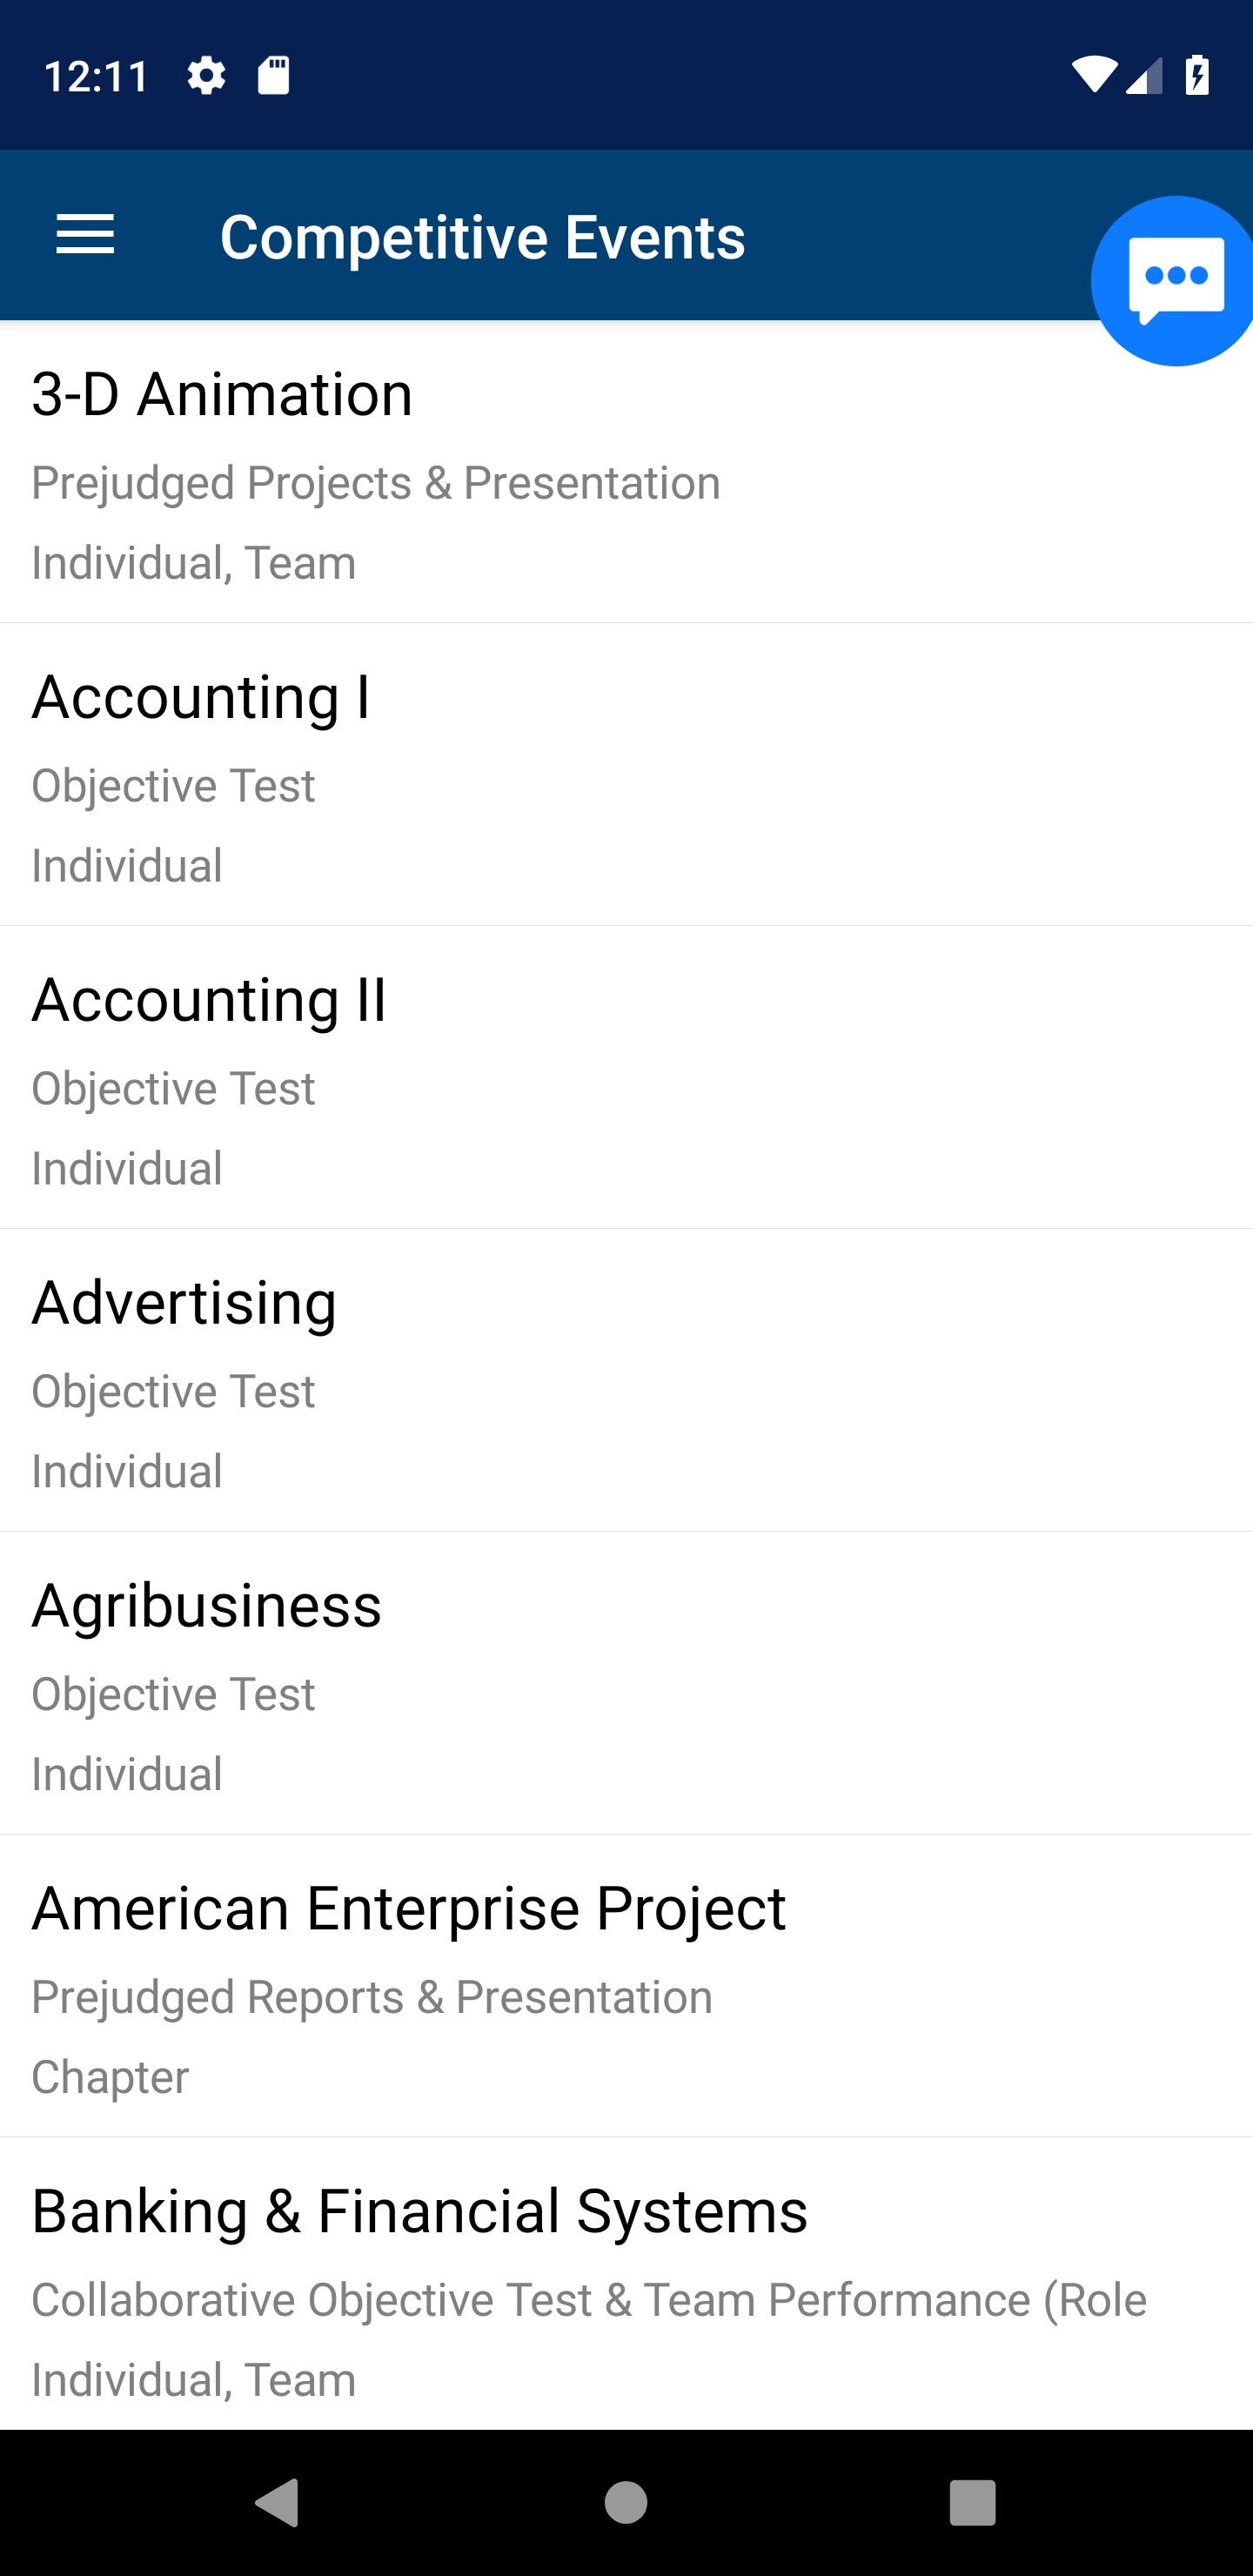 12:11
Competitive Events
3-D Animation
Prejudged Projects & Presentation
Individual, Team
Accounting I
Objective Test
Individual
Accounting II
Objective Test
Individual
Advertising
Objective Test
Individual
Agribusiness
Objective Test
Individual
American Enterprise Project
Prejudged Reports & Presentation
Chapter
Banking & Financial Systems
Collaborative Objective Test & Team Performance (Role
Individual, Team